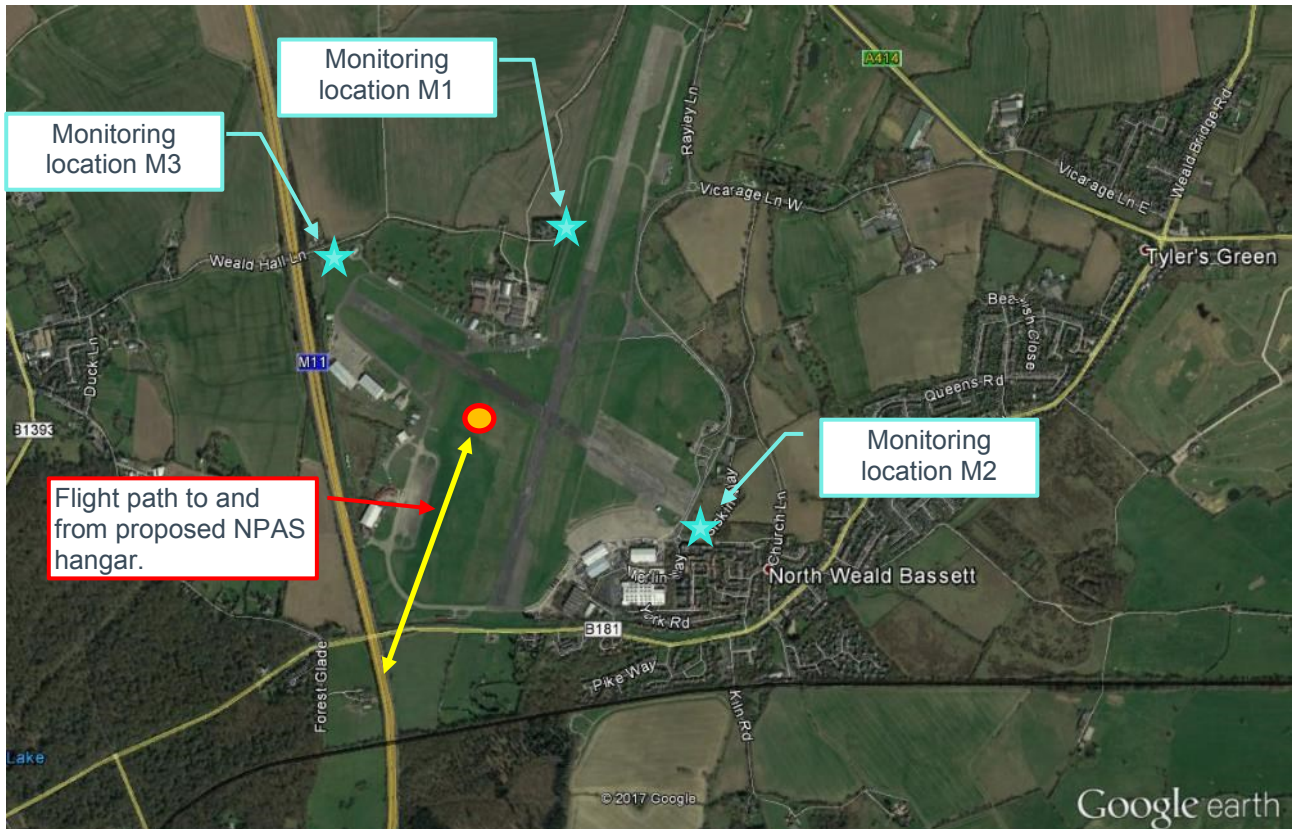 Monitoring
location M1
A414
Monitoring
location M3
Rayley Ln
Weald Bridge Rd
Vicarage Ln W
Vicarage Ln E
Weald Hall Ln
Tyler's Green
M11
Duck Ln
Queens Rd
B1393
Monitoring
location M2
Flight path to and
from proposed NPAS
hangar.
Church Ln
Merlin
North Weald Bassett
York Rd
B181
Pike Way
Forest Glade
Kiln Rd
Lake
© 2017 Google
Google earth